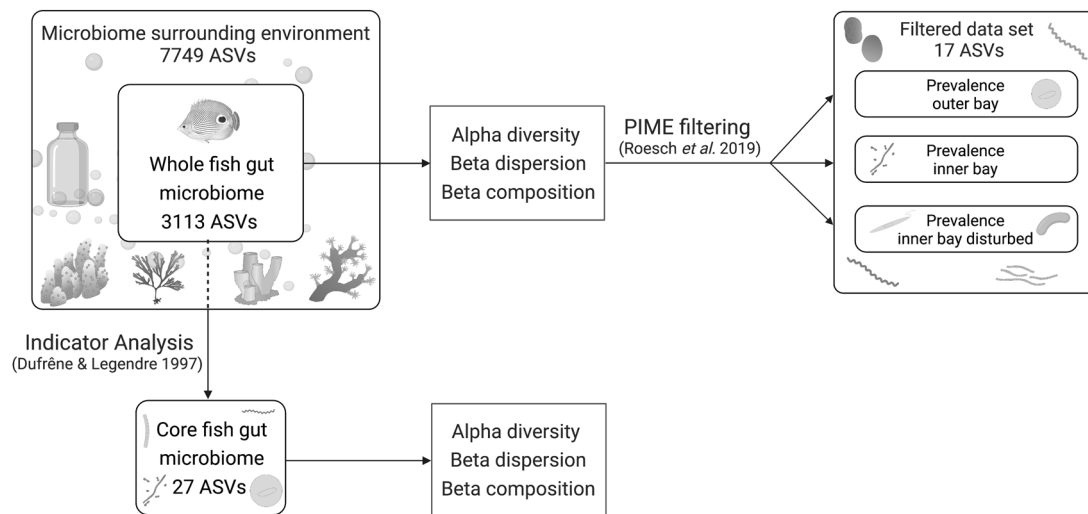 Microbiome surrounding environment
7749 ASVs
Whole fish gut
microbiome
3113 ASVs
Alpha diversity
Beta dispersion
Beta composition
PIME filtering
(Roesch et al. 2019)
Filtered data set
17 ASVs
Prevalence
outer bay
Prevalence
inner bay
Prevalence
inner bay disturbed
Indicator Analysis
(Dufrêne & Legendre 1997)
Core fish gut
microbiome
27 ASVs
Alpha diversity
Beta dispersion
Beta composition